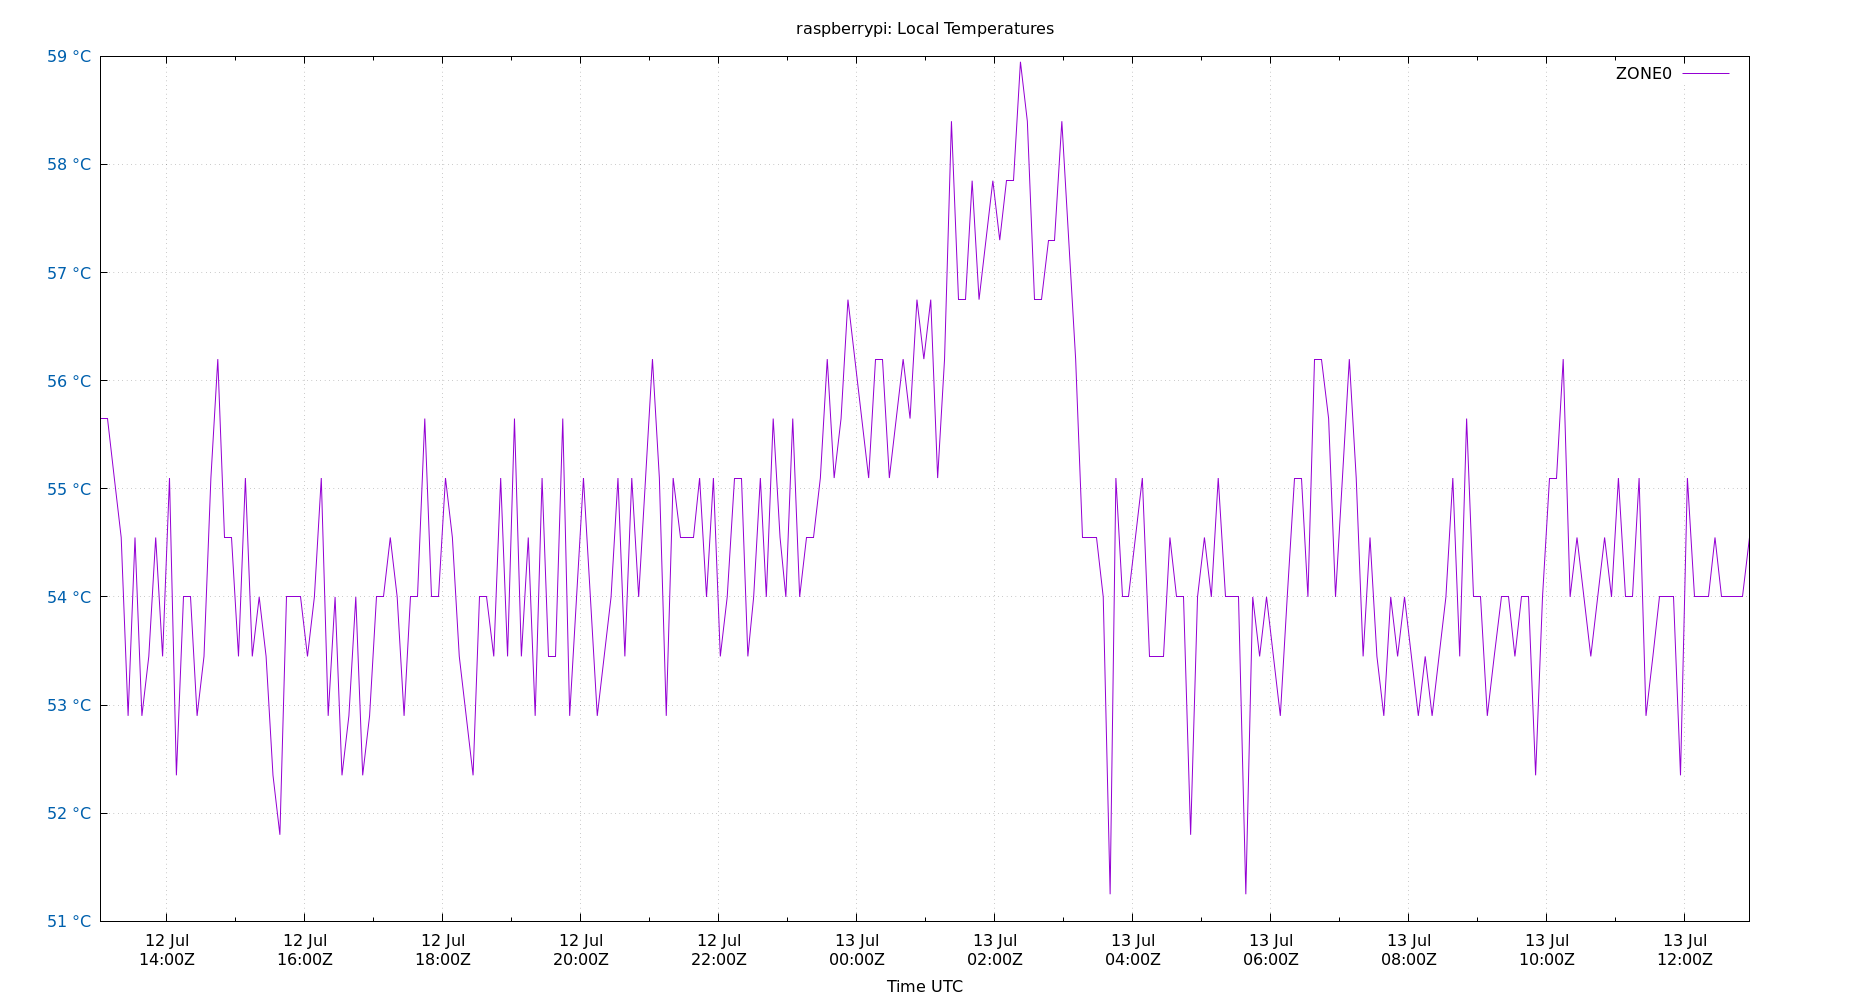 raspberrypi: Local Temperatures
ZONE0
59 °C
58 °C
57 °C
56 °C
55 °C
54 °C
53 °C
52 °C
51 °C
12 Jul 12 Jul 12 Jul 12 Jul 12 Jul 13 Jul 13 Jul 13 Jul 13 Jul 13 Jul 13 Jul 13 Jul
14:00Z 16:00Z 18:00Z 20:00Z 22:00Z 00:00Z 02:00Z 04:00Z 06:00Z 08:00Z 10:00Z 12:00Z
Time UTC